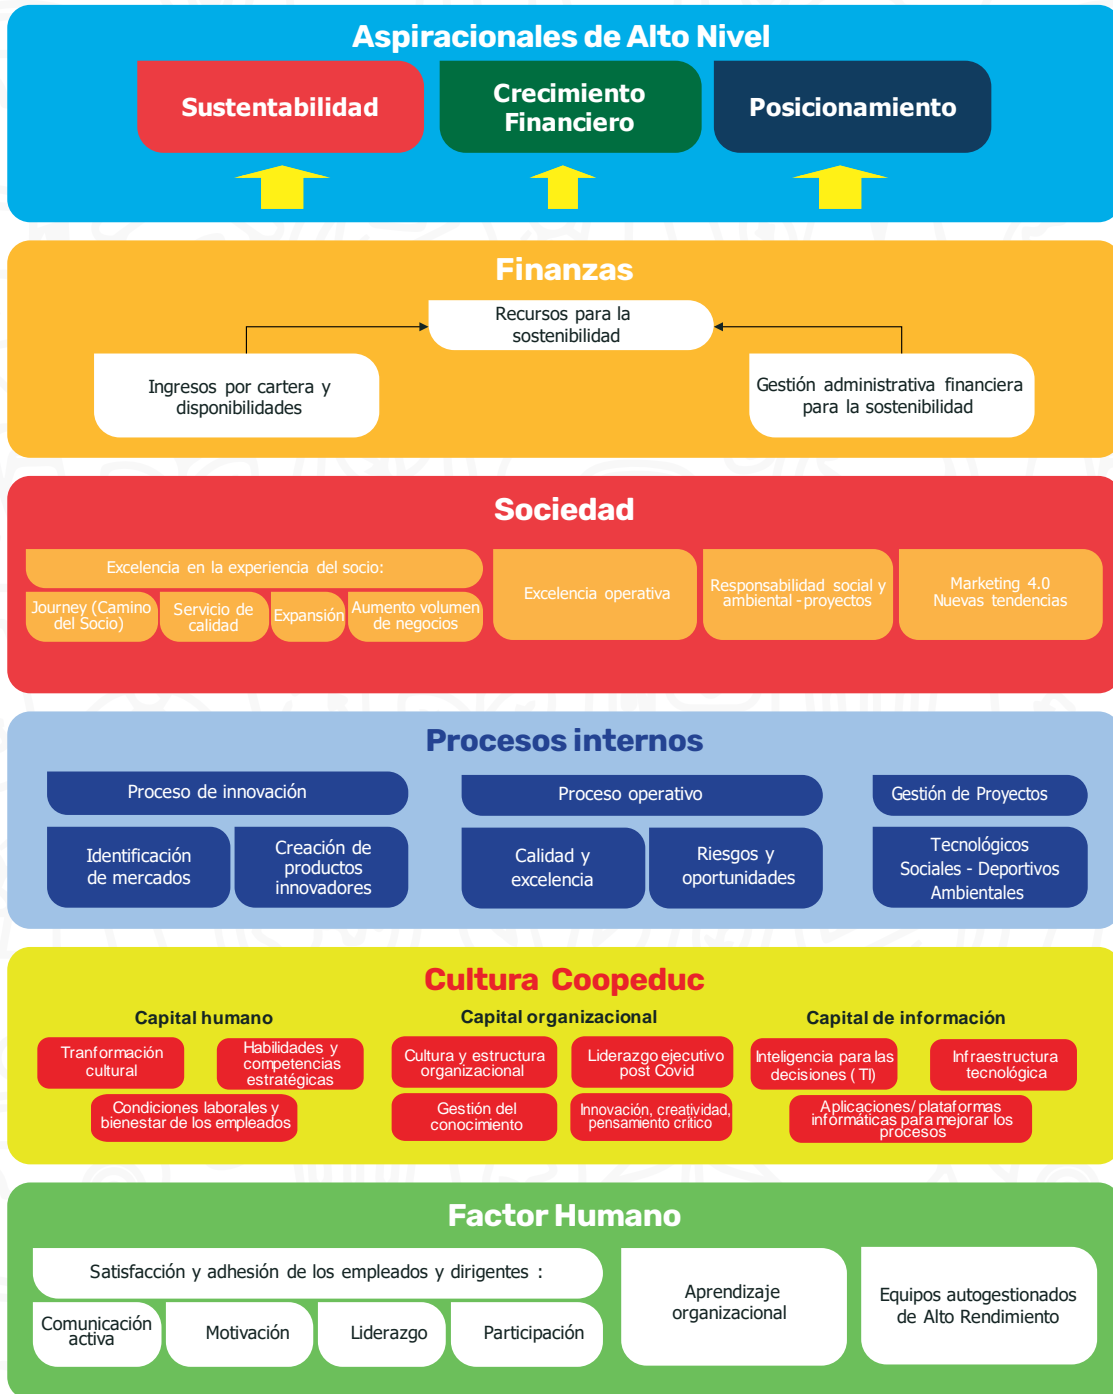 Aspiracionales de Alto Nivel
Sustentabilidad
Crecimiento
Financiero
Posicionamiento
Finanzas
Recursos para la
sostenibilidad
Ingresos por cartera y
disponibilidades
Gestión administrativa financiera
para la sostenibilidad
Sociedad
Excelencia en la experiencia del socio:
Journey (Camino
del Socio)
Servicio de
calidad
Expansión
Aumento volumen
de negocios
Excelencia operativa
Responsabilidad social y
ambiental - proyectos
Marketing 4.0
Nuevas tendencias
Procesos internos
Proceso de innovación
Identificación
de mercados
Creación de
productos
innovadores
Proceso operativo
Calidad y
excelencia
Riesgos y
oportunidades
Gestión de Proyectos
Tecnológicos
Sociales - Deportivos
Ambientales
Cultura Coopeduc
Capital humano
Tranformación
cultural
Habilidades y
competencias
estratégicas
Condiciones laborales y
bienestar de los empleados
Capital organizacional
Cultura y estructura
organizacional
Liderazgo ejecutivo
post Covid
Gestión del
conocimiento
Innovación, creatividad,
pensamiento crítico
Capital de información
Inteligencia para las
decisiones ( TI)
Infraestructura
tecnológica
Aplicaciones/ plataformas
informáticas para mejorar los
procesos
Factor Humano
Satisfacción y adhesión de los empleados y dirigentes :
Comunicación
activa
Motivación
Liderazgo
Participación
Aprendizaje
organizacional
Equipos autogestionados
de Alto Rendimiento